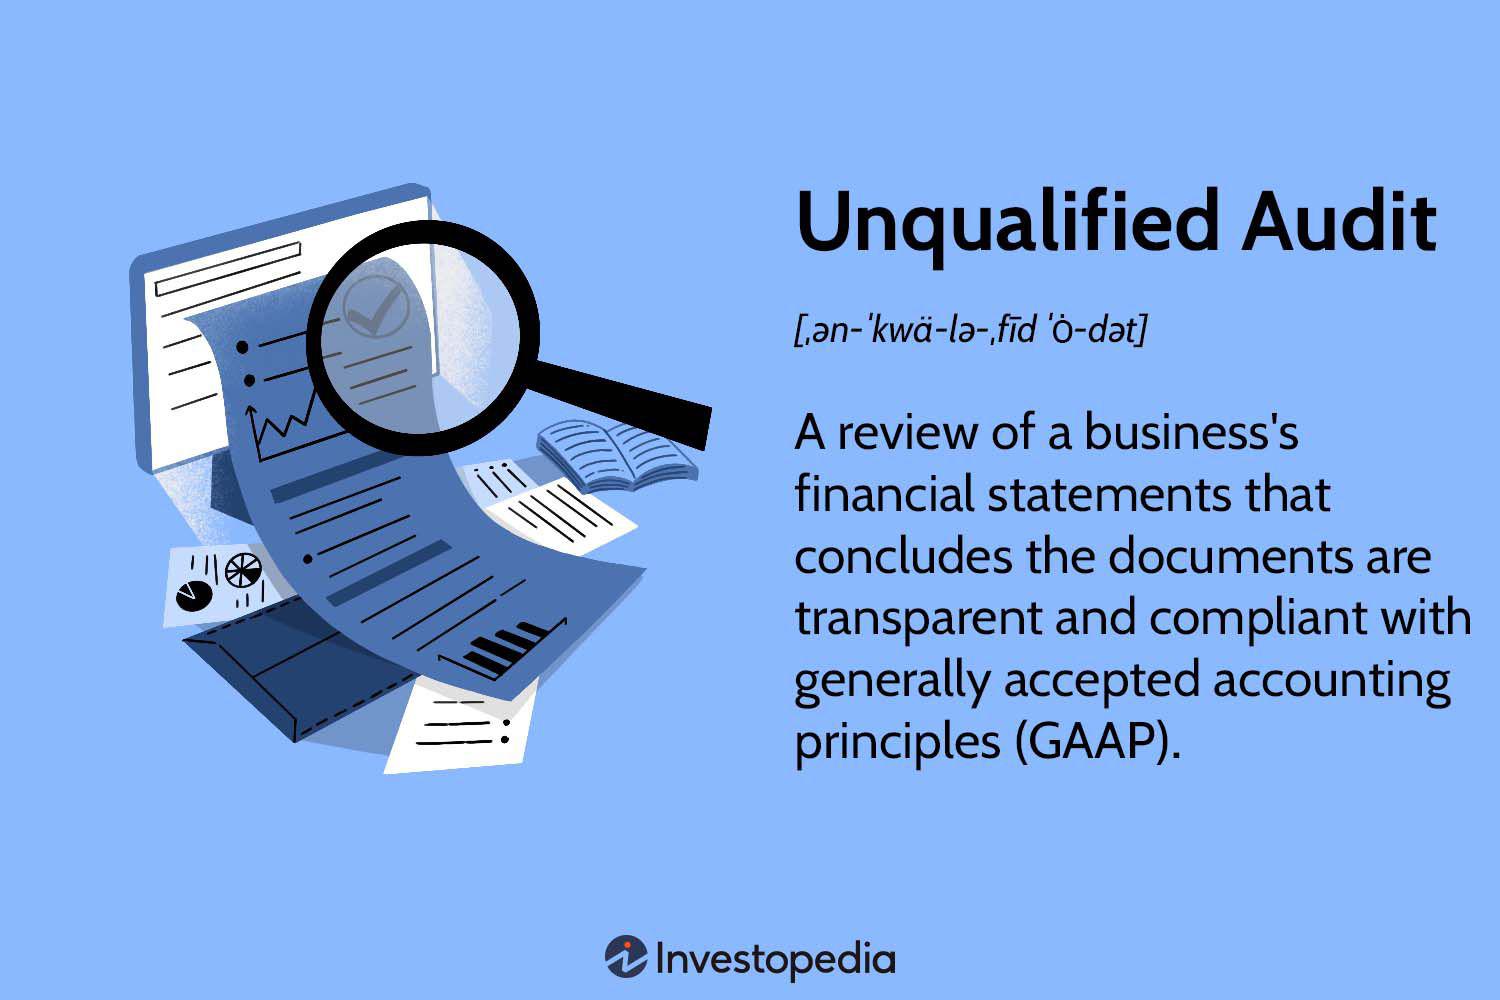 Unqualified Audit
[ˌən-ˈkwä-lə-ˌfīd ˈȯ-dət]
A review of a business's
financial statements that
concludes the documents are
transparent and compliant with
generally accepted accounting
principles (GAAP).
Investopedia